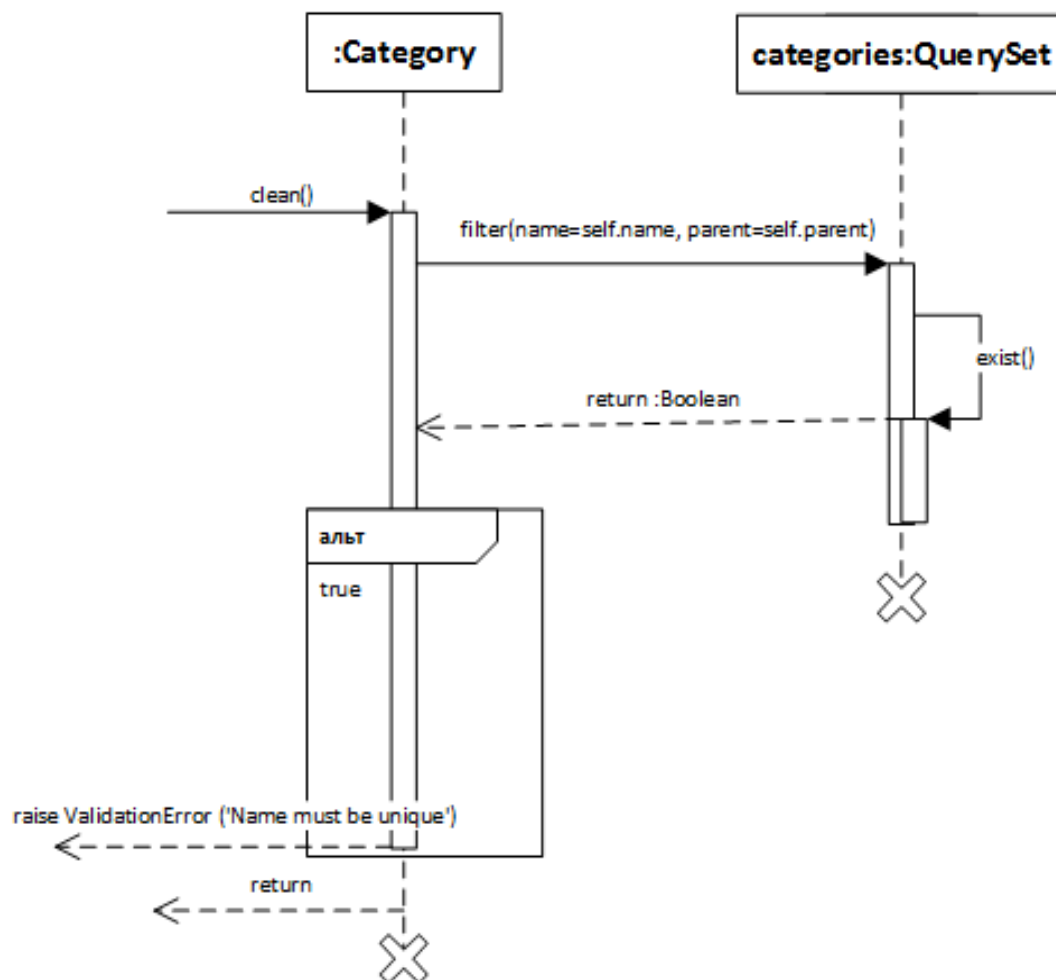 :Category
categories:QuerySet
clean()
filter(name=self.name, parent=self.parent)
exist()
return :Boolean
альт
true
raise ValidationError ('Name must be unique')
return